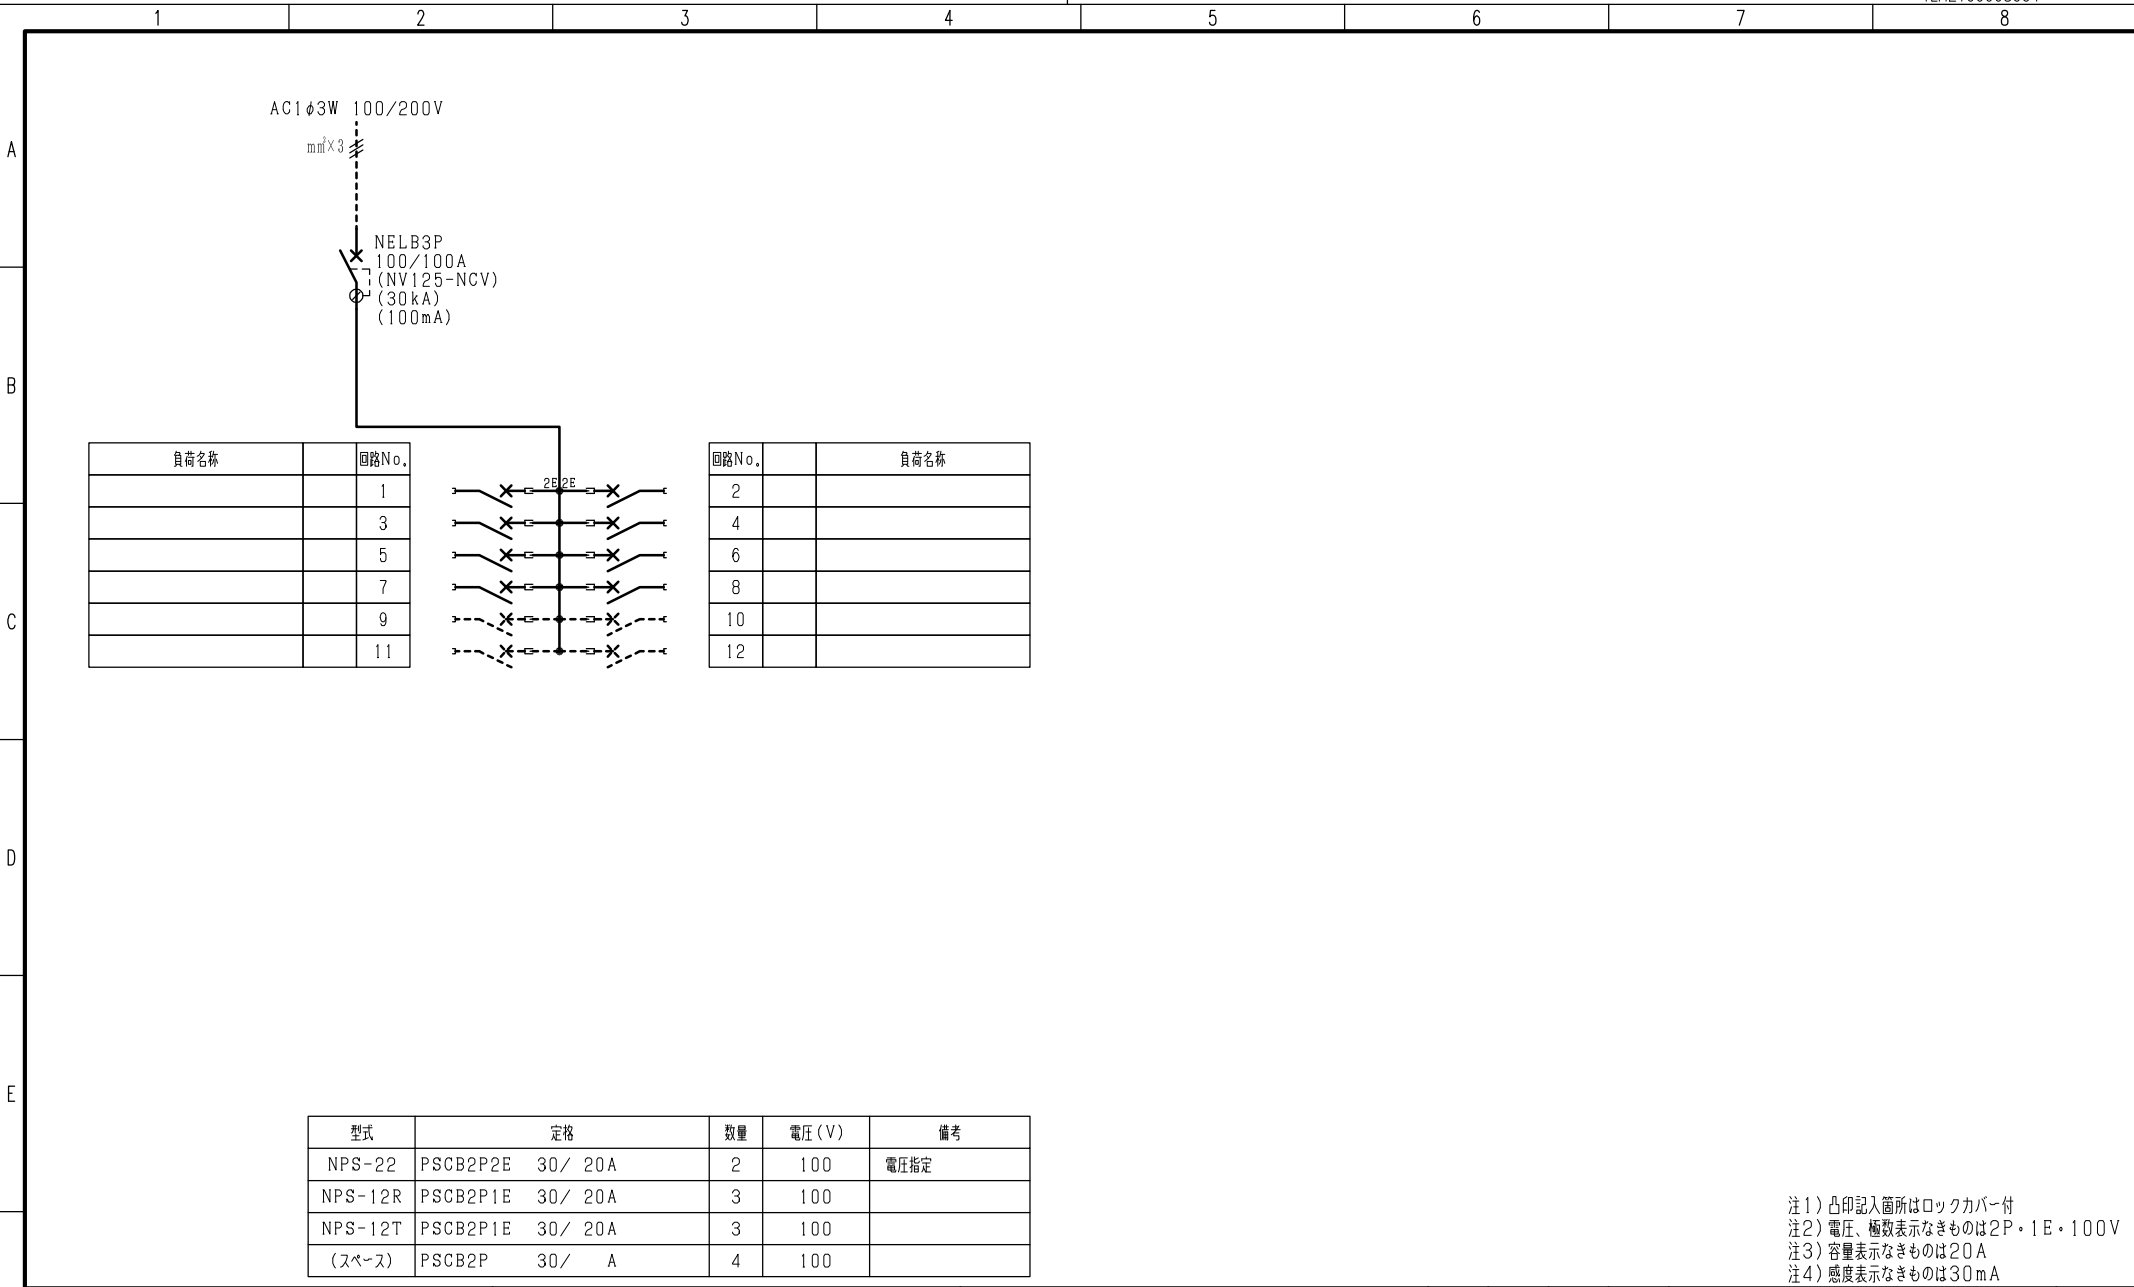 1 2 3 4 5 6 7 8
A
B
C
D
E
AC1φ3W 100/200V
mm²×3
NELB3P
100/100A
(NV125-NCV)
(30kA)
(100mA)
負荷名称 回路No.
1
3
5
7
9
11
2E 2E
回路No. 負荷名称
2
4
6
8
10
12
型式 定格 数量 電圧(V) 備考
NPS-22 PSCB2P2E 30/ 20A 2 100 電圧指定
NPS-12R PSCB2P1E 30/ 20A 3 100
NPS-12T PSCB2P1E 30/ 20A 3 100
(スペース) PSCB2P 30/ A 4 100
注1)凸印記入箇所はロックカバー付
注2)電圧、極数表示なきものは2P・1E・100V
注3)容量表示なきものは20A
注4)感度表示なきものは30mA